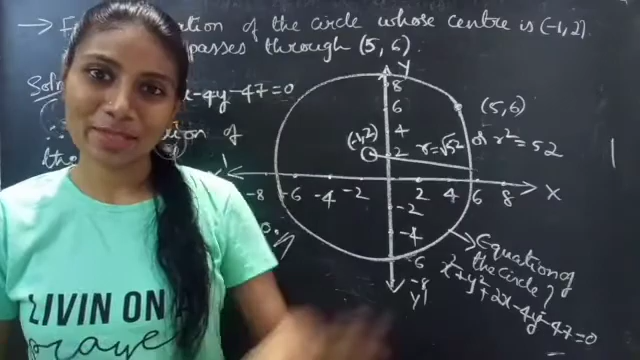 → F ation of the circle whose centre is (-1,2)
passes through (5, 6).
Soln x-4y-47=0
ion of
Y
8
6
4
2
(5,6)
(-1,2)
r=√52 or r²=52
-8 -6 -4 -2 2 4 6 8 X
-2
-4
-6
-8
Y'
Equation of
the circle?
x²+y²+2x-4y-47=0
LIVIN ON A
prayer